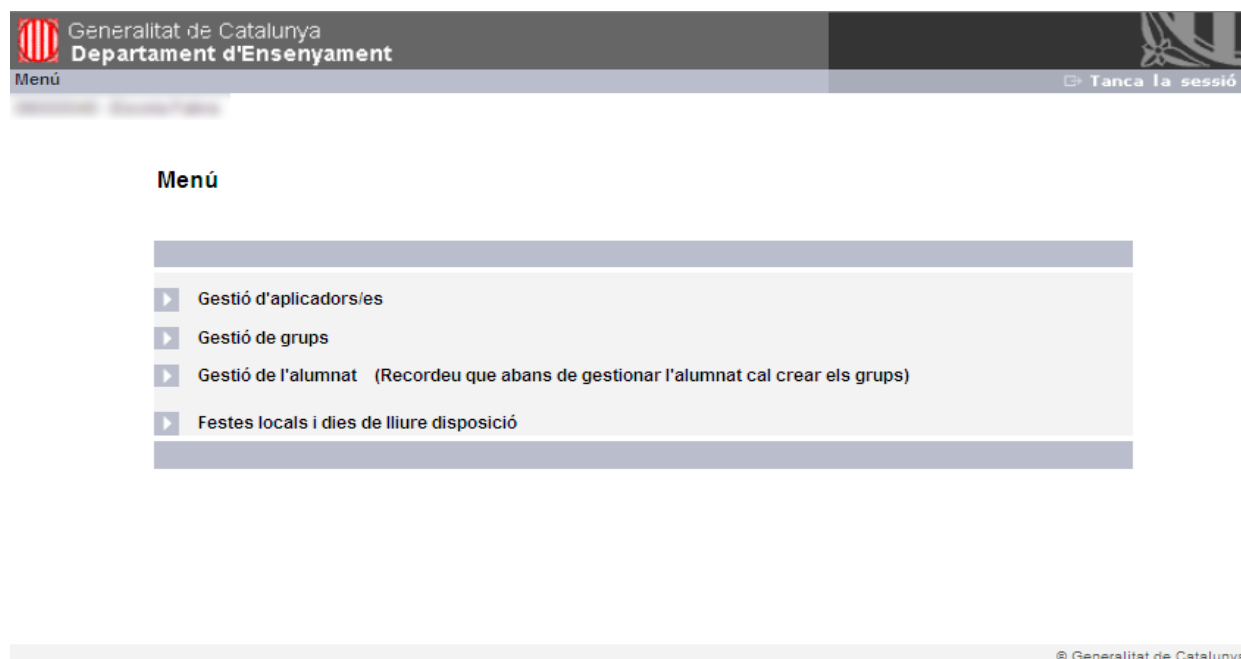 Generalitat de Catalunya
Departament d'Ensenyament
Menú
Tanca la sessió
Menú
Gestió d'aplicadors/es
Gestió de grups
Gestió de l'alumnat (Recordeu que abans de gestionar l'alumnat cal crear els grups)
Festes locals i dies de lliure disposició
© Generalitat de Catalunya